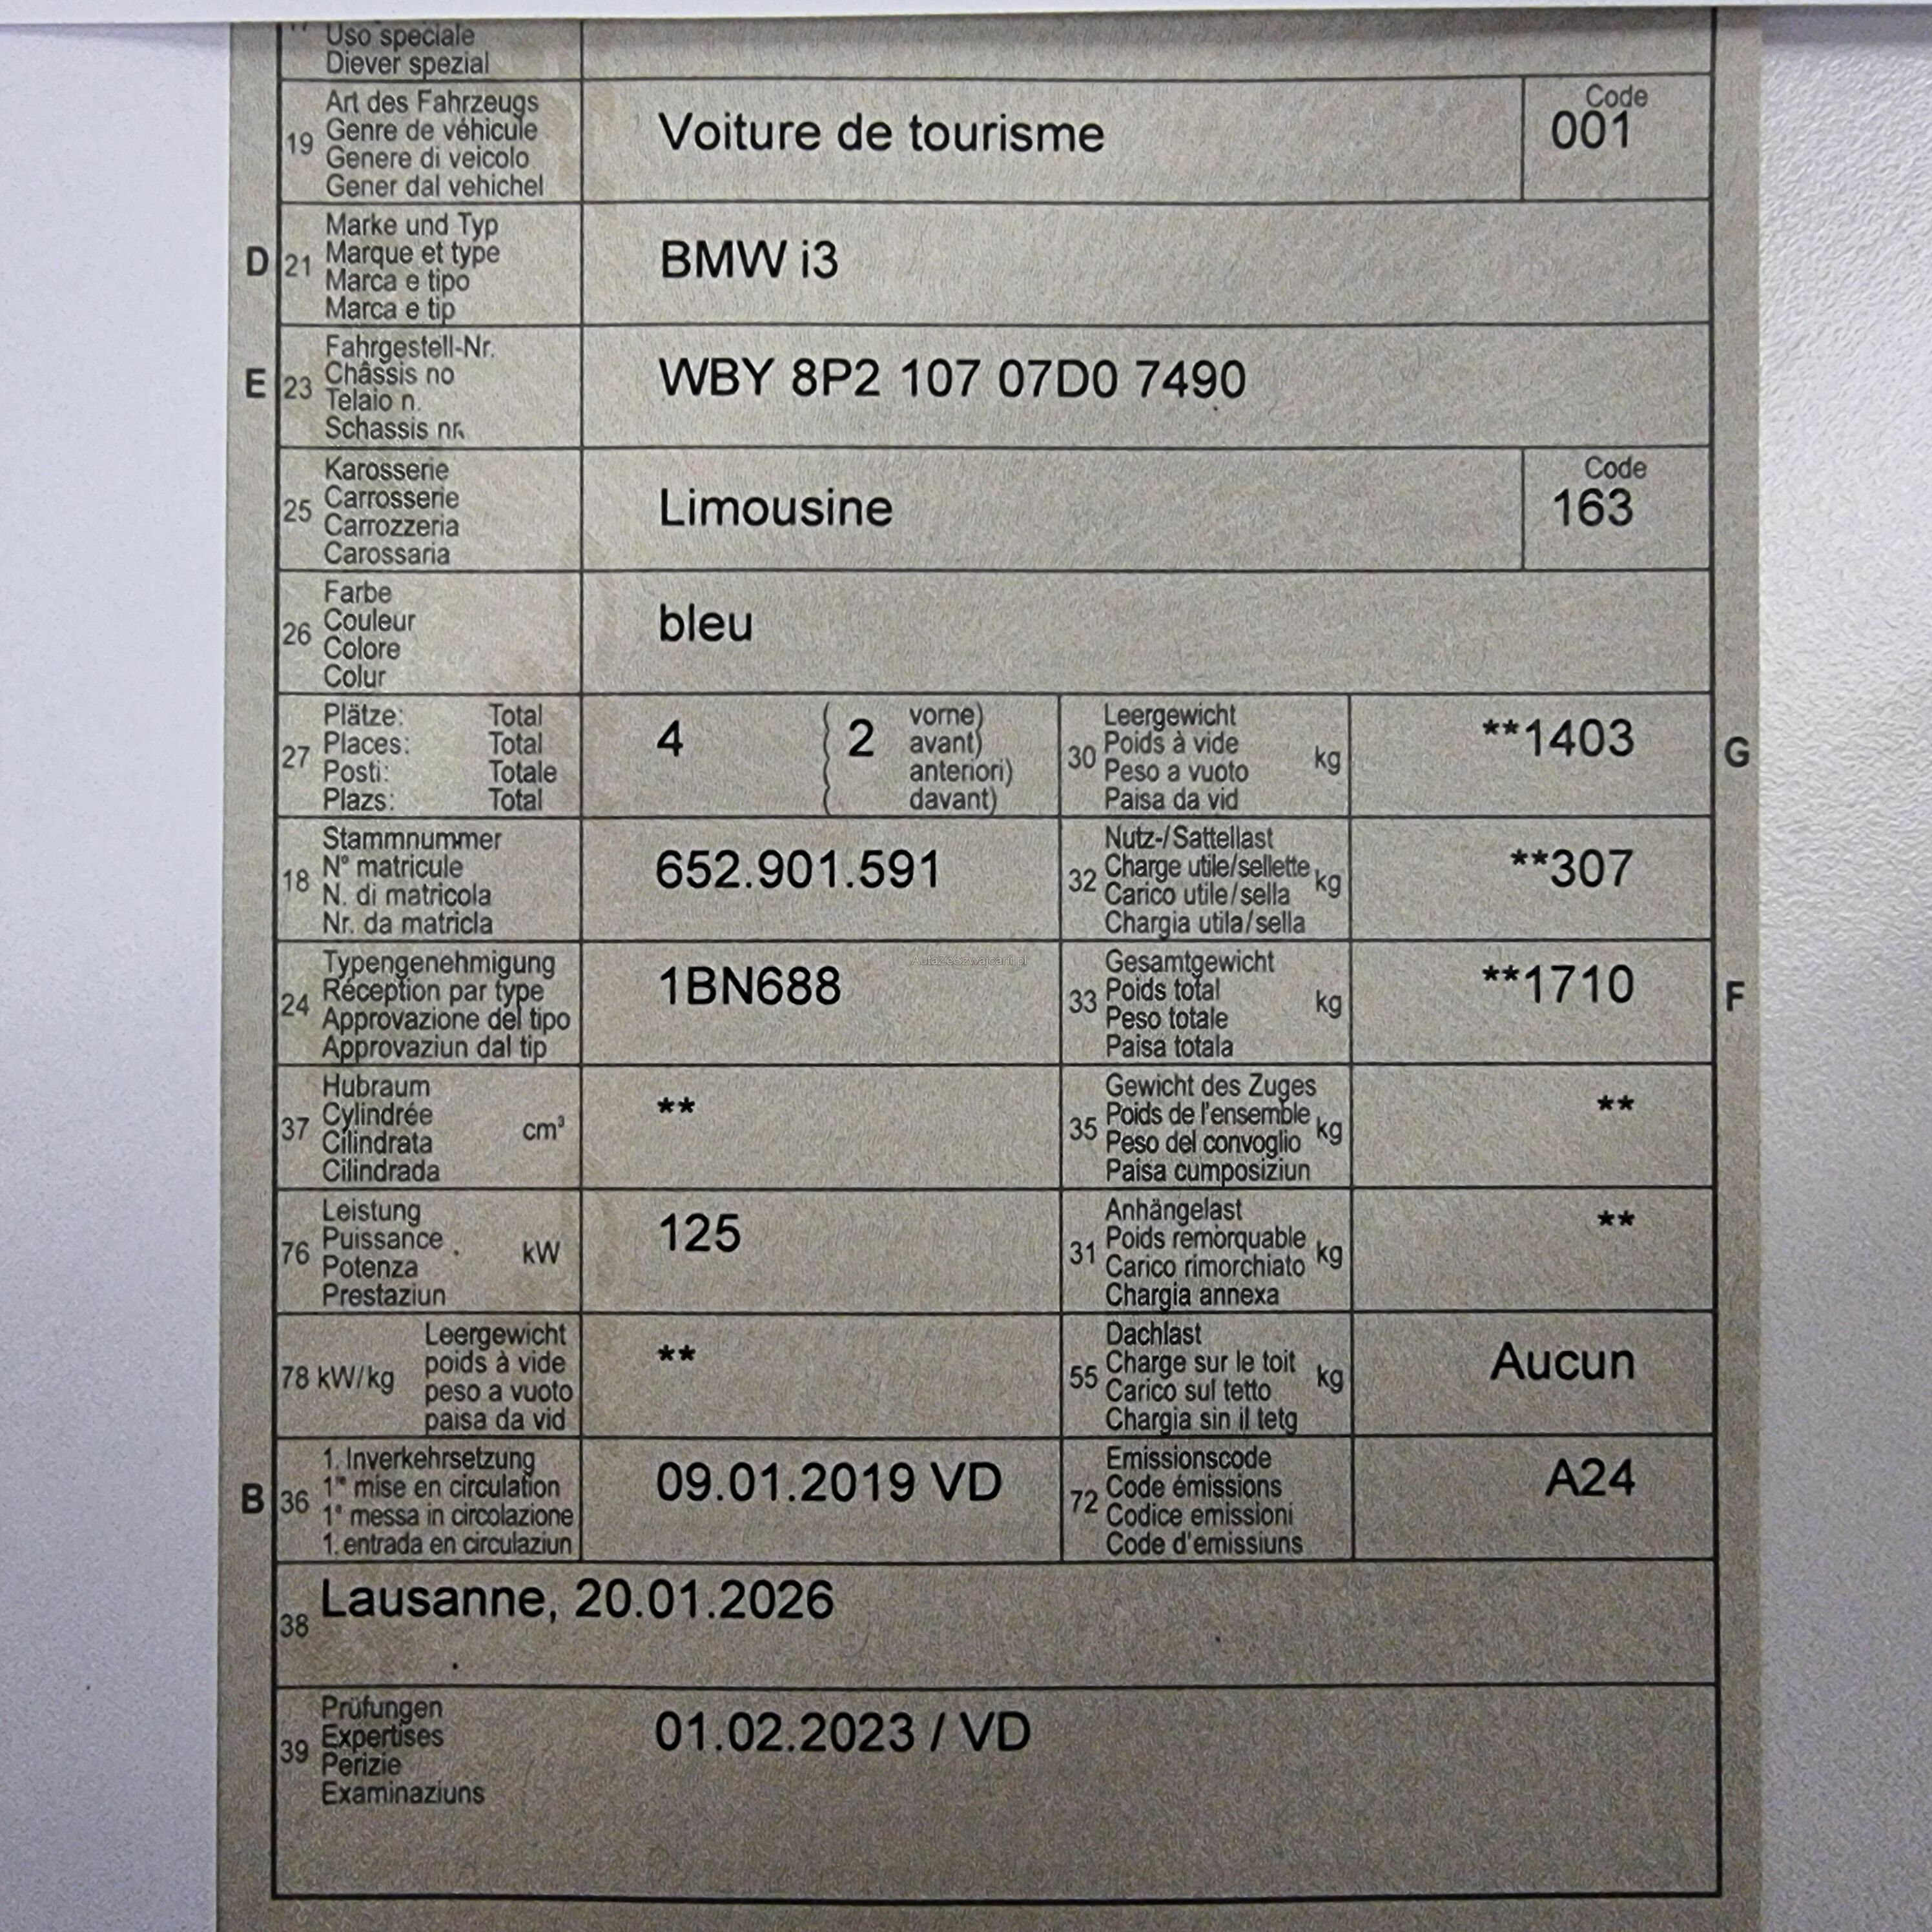 Uso speciale
Diever spezial
19 Art des Fahrzeugs
Genre de véhicule
Genere di veicolo
Gener dal vehichel
Voiture de tourisme
Code
001
D 21 Marke und Typ
Marque et type
Marca e tipo
Marca e tip
BMW i3
E 23 Fahrgestell-Nr.
Châssis no
Telaio n.
Schassis nr.
WBY 8P2 107 07D0 7490
25 Karosserie
Carrosserie
Carrozzeria
Carossaria
Limousine
Code
163
26 Farbe
Couleur
Colore
Colur
bleu
27 Plätze: Total
Places: Total
Posti: Totale
Plazs: Total
4 ( 2 vorne)
avant)
anteriori)
davant)
30 Leergewicht
Poids à vide
Peso a vuoto
Paisa da vid
kg
**1403
G
18 Stammnummer
N° matricule
N. di matricola
Nr. da matricla
652.901.591
32 Nutz-/Sattellast
Charge utile/sellette
Carico utile/sella
Chargia utila/sella
kg
**307
24 Typengenehmigung
Réception par type
Approvazione del tipo
Approvaziun dal tip
1BN688
33 Gesamtgewicht
Poids total
Peso totale
Paisa totala
kg
**1710
F
37 Hubraum
Cylindrée
Cilindrata
Cilindrada
cm³
**
35 Gewicht des Zuges
Poids de l'ensemble
Peso del convoglio
Paisa cumposiziun
kg
**
76 Leistung
Puissance
Potenza
Prestaziun
kW
125
31 Anhängelast
Poids remorquable
Carico rimorchiato
Chargia annexa
kg
**
78 kW/kg Leergewicht
poids à vide
peso a vuoto
paisa da vid
**
55 Dachlast
Charge sur le toit
Carico sul tetto
Chargia sin il tetg
kg
Aucun
B 36 1. Inverkehrsetzung
1re mise en circulation
1a messa in circolazione
1. entrada en circulaziun
09.01.2019 VD
72 Emissionscode
Code émissions
Codice emissioni
Code d'emissiuns
A24
38 Lausanne, 20.01.2026
39 Prüfungen
Expertises
Perizie
Examinaziuns
01.02.2023 / VD